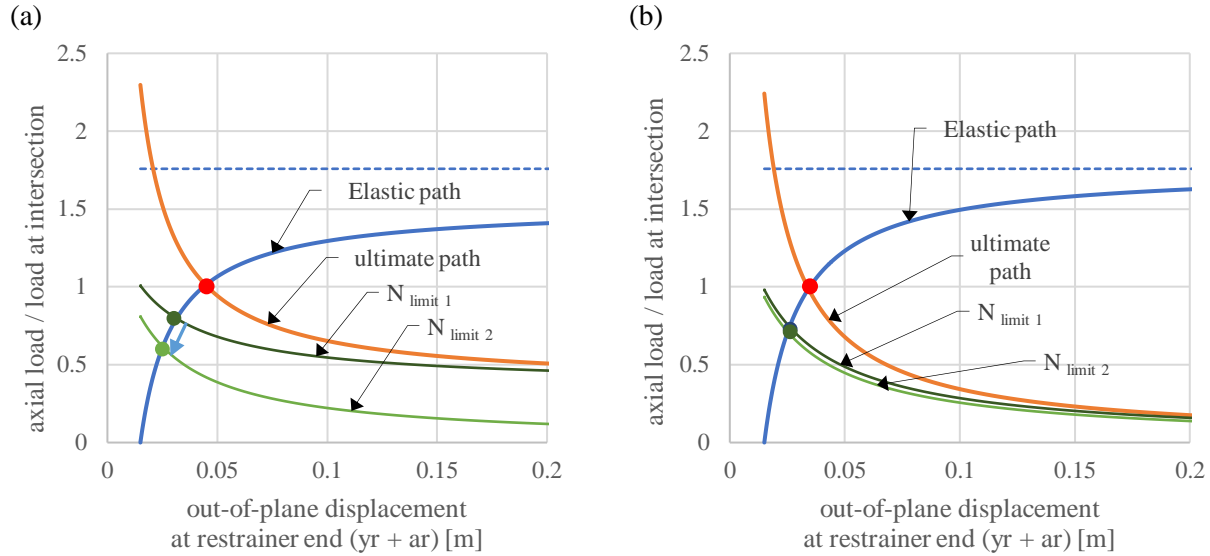 (a)
axial load / load at intersection
2.5
2
1.5
1
0.5
0
0
0.05
0.1
0.15
0.2
Elastic path
ultimate path
N limit 1
N limit 2
out-of-plane displacement
at restrainer end (yr + ar) [m]
(b)
axial load / load at intersection
2.5
2
1.5
1
0.5
0
0
0.05
0.1
0.15
0.2
Elastic path
ultimate
path
N limit 1
N limit 2
out-of-plane displacement
at restrainer end (yr + ar) [m]